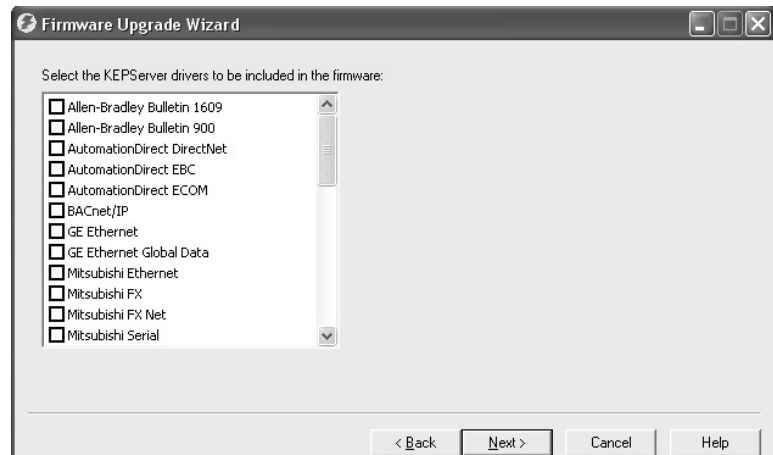 Firmware Upgrade Wizard
Select the KEPServer drivers to be included in the firmware:
Allen-Bradley Bulletin 1609
Allen-Bradley Bulletin 900
AutomationDirect DirectNet
AutomationDirect EBC
AutomationDirect ECOM
BACnet/IP
GE Ethernet
GE Ethernet Global Data
Mitsubishi Ethernet
Mitsubishi FX
Mitsubishi FX Net
Mitsubishi Serial
< Back Next > Cancel Help